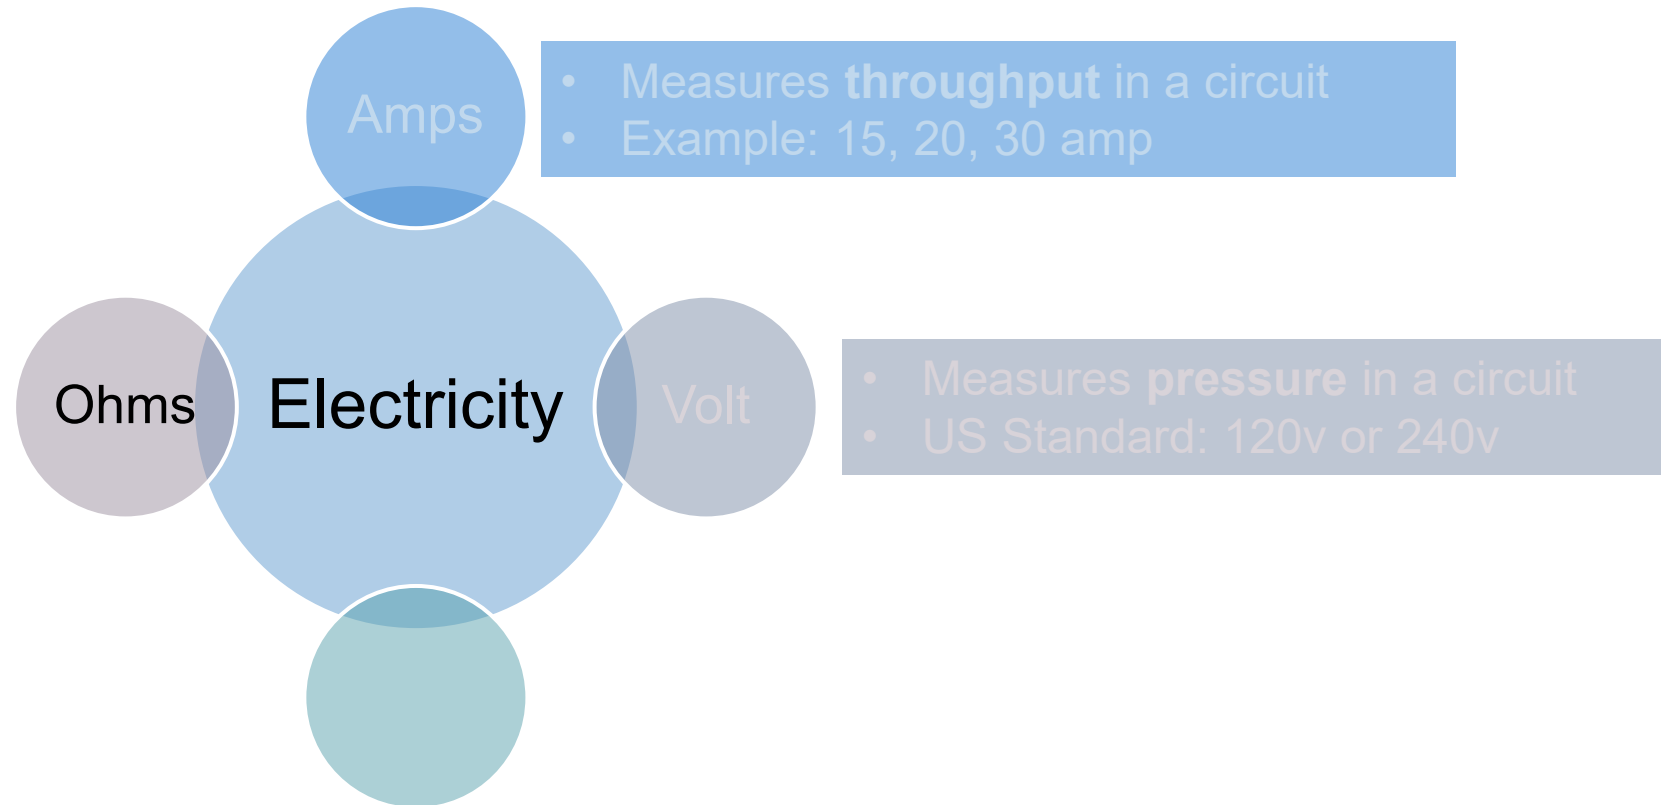 Amps
• Measures throughput in a circuit
• Example: 15, 20, 30 amp
Ohms
Electricity
Volt
• Measures pressure in a circuit
• US Standard: 120v or 240v